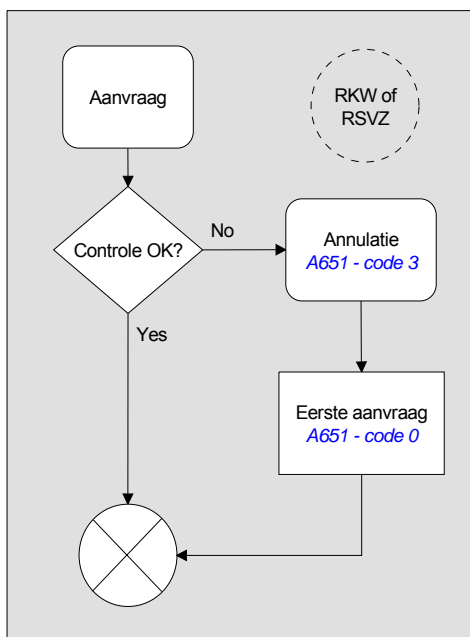 Aanvraag
RKW of
RSVZ
Controle OK?
No
Annulatie
A651 - code 3
Yes
Eerste aanvraag
A651 - code 0